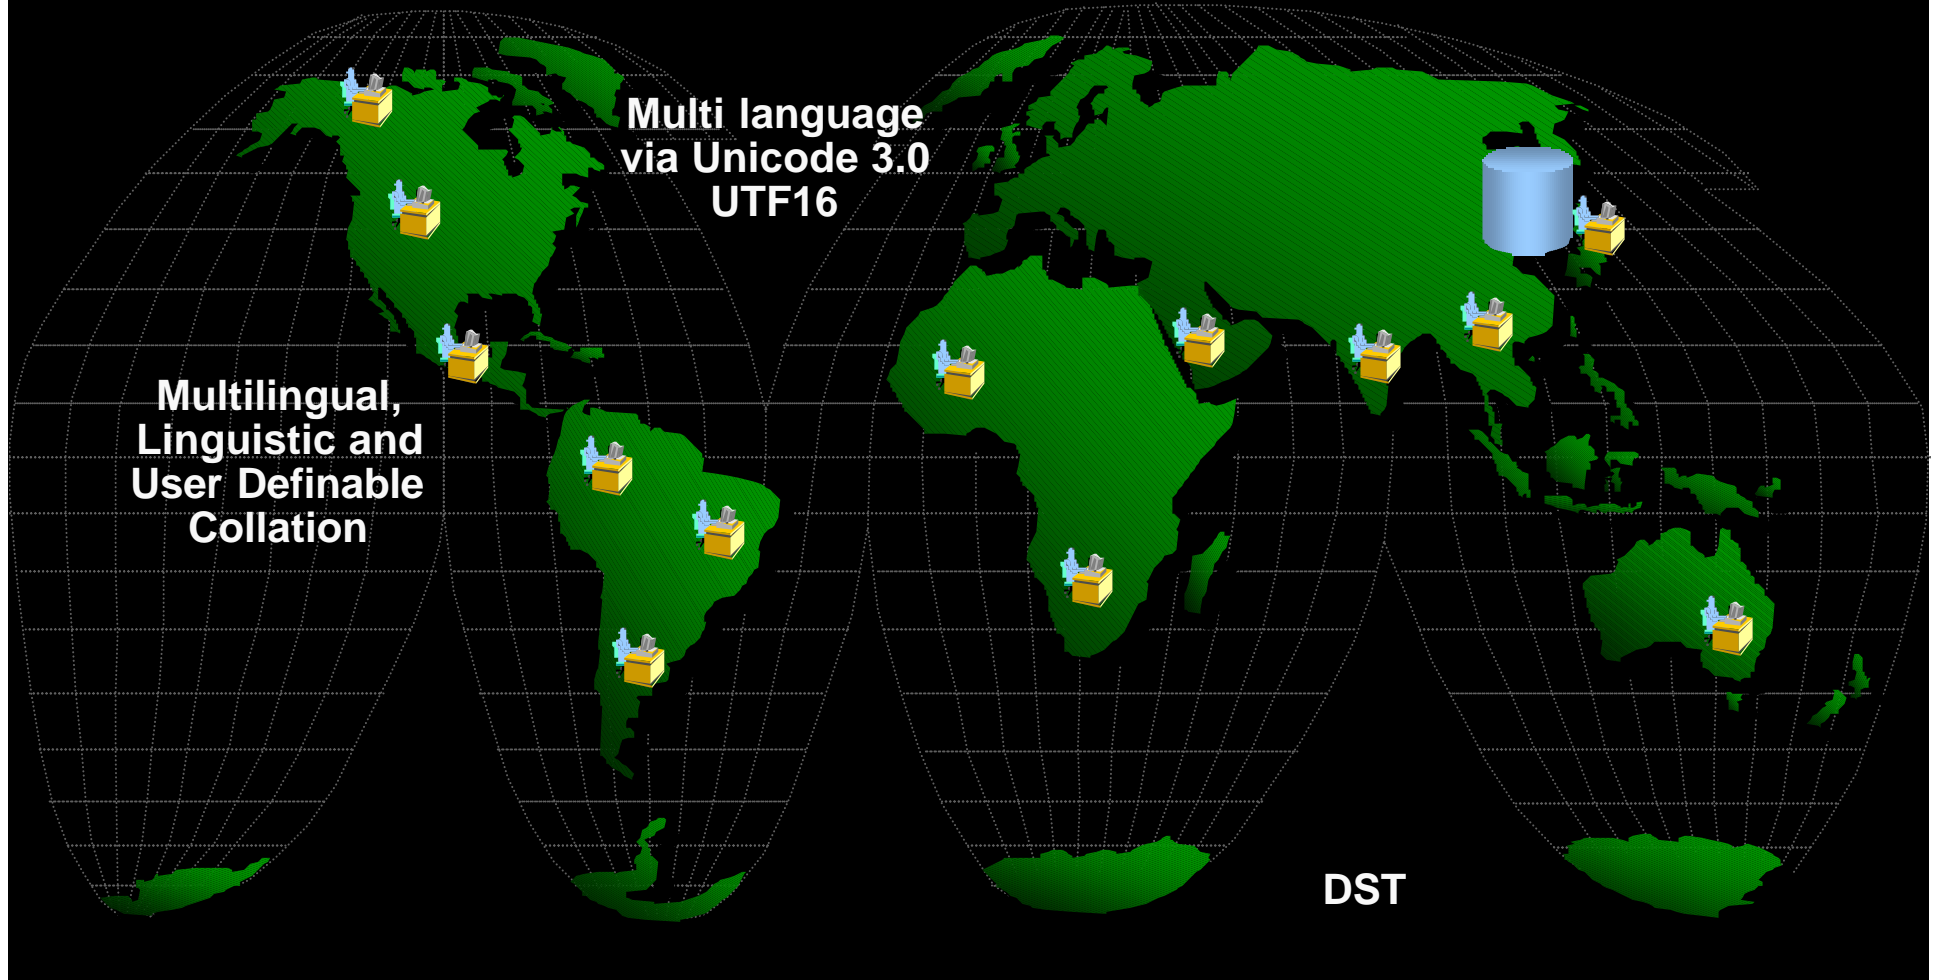 Multi language
via Unicode 3.0
UTF16
Multilingual,
Linguistic and
User Definable
Collation
DST